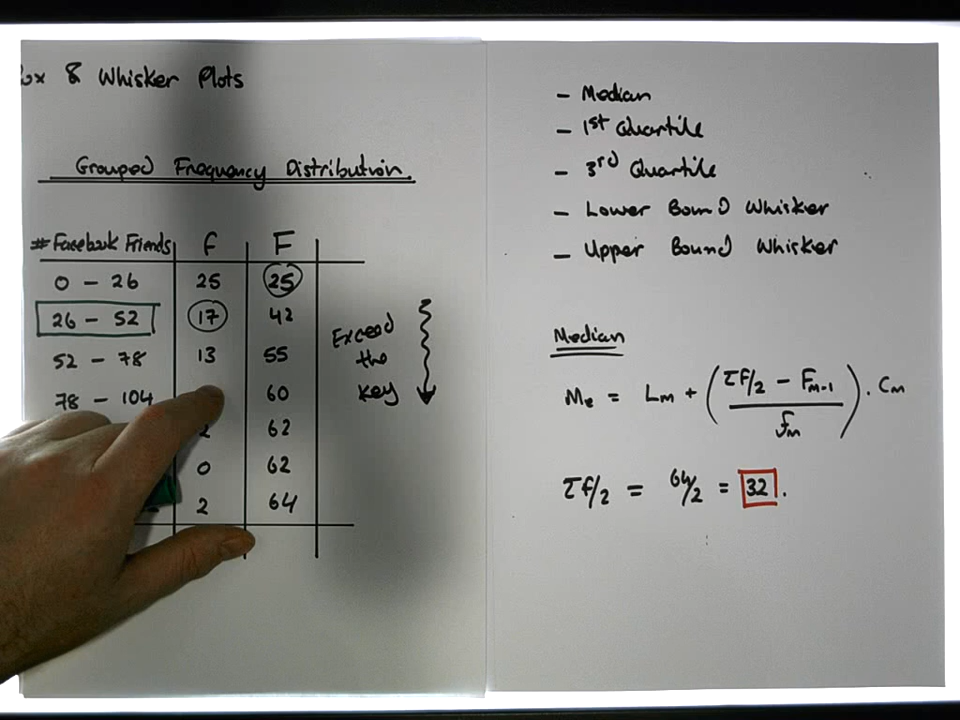 & Whisker Plots
Grouped Frequency Distribution.
# Facebook Friends f F
0 - 26 25 25
26 - 52 17 42
52 - 78 13 55
78 - 104 60
2 62
0 62
2 64
Exceed
the
key
- Median
- 1st Quartile
- 3rd Quartile
- Lower Bound Whisker
- Upper Bound Whisker
Median
Me = Lm + (Σf/2 - Fm-1 / fm) . Cm
Σf/2 = 64/2 = 32.